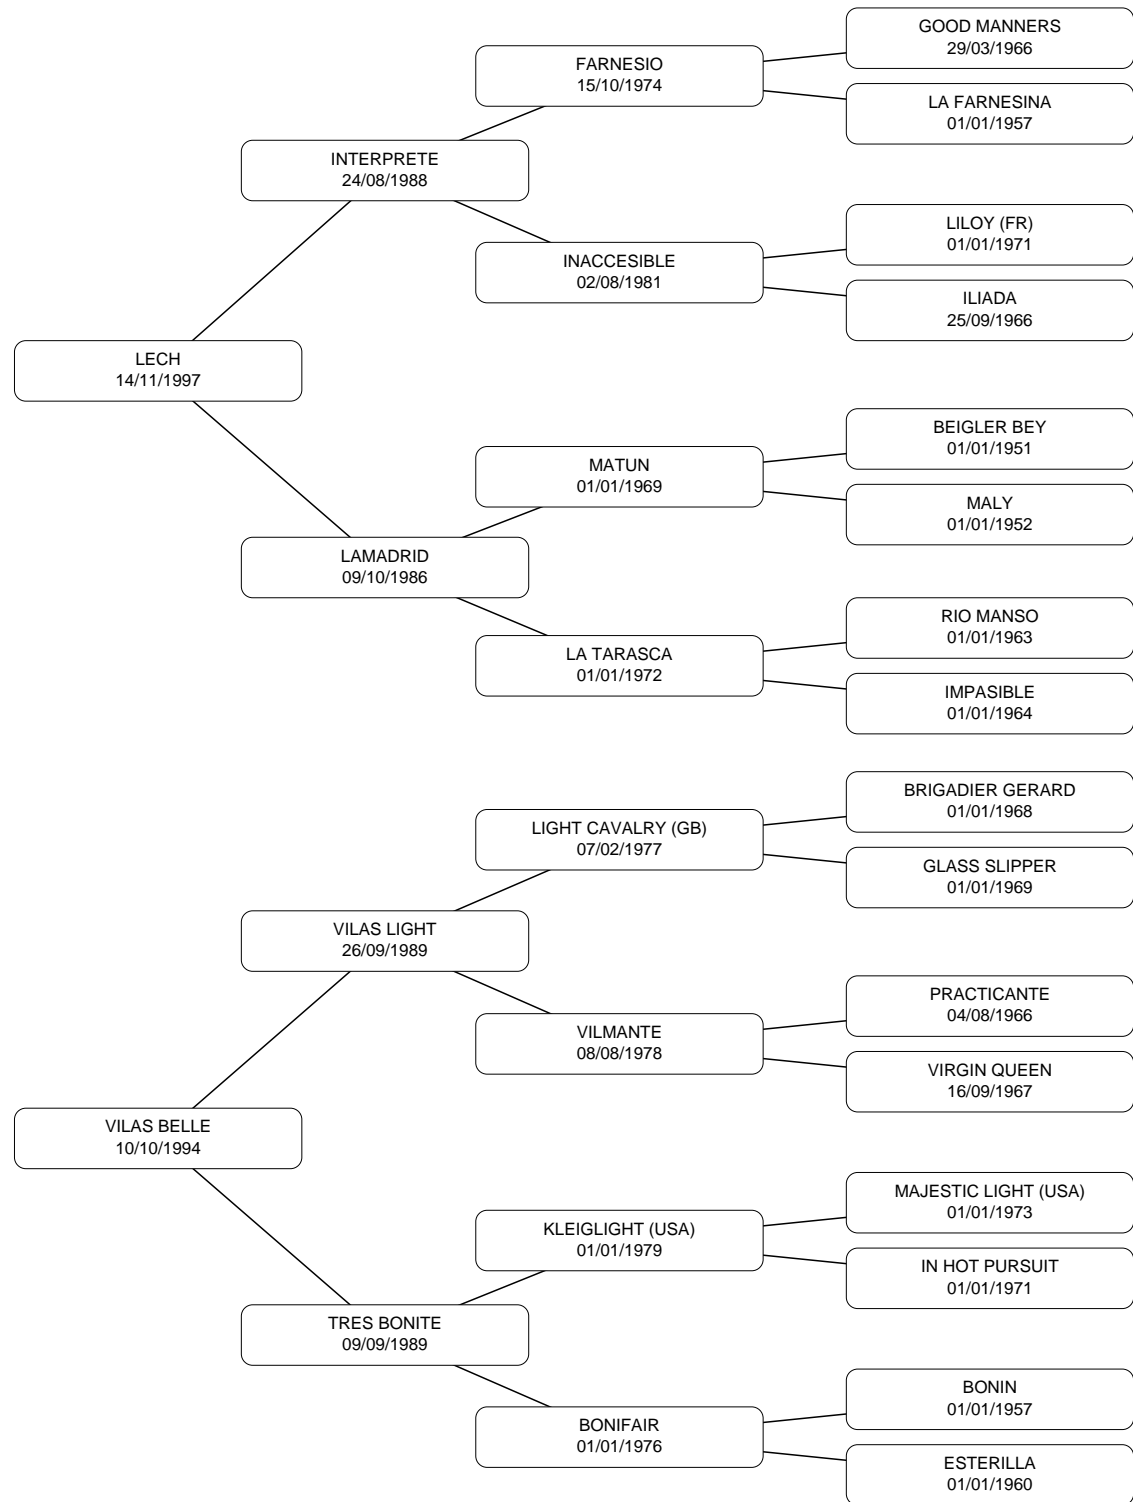 GOOD MANNERS
29/03/1966
FARNESIO
15/10/1974
LA FARNESINA
01/01/1957
INTERPRETE
24/08/1988
LILOY (FR)
01/01/1971
INACCESIBLE
02/08/1981
ILIADA
25/09/1966
LECH
14/11/1997
BEIGLER BEY
01/01/1951
MATUN
01/01/1969
MALY
01/01/1952
LAMADRID
09/10/1986
RIO MANSO
01/01/1963
LA TARASCA
01/01/1972
IMPASIBLE
01/01/1964
BRIGADIER GERARD
01/01/1968
LIGHT CAVALRY (GB)
07/02/1977
GLASS SLIPPER
01/01/1969
VILAS LIGHT
26/09/1989
PRACTICANTE
04/08/1966
VILMANTE
08/08/1978
VIRGIN QUEEN
16/09/1967
VILAS BELLE
10/10/1994
MAJESTIC LIGHT (USA)
01/01/1973
KLEIGLIGHT (USA)
01/01/1979
IN HOT PURSUIT
01/01/1971
TRES BONITE
09/09/1989
BONIN
01/01/1957
BONIFAIR
01/01/1976
ESTERILLA
01/01/1960